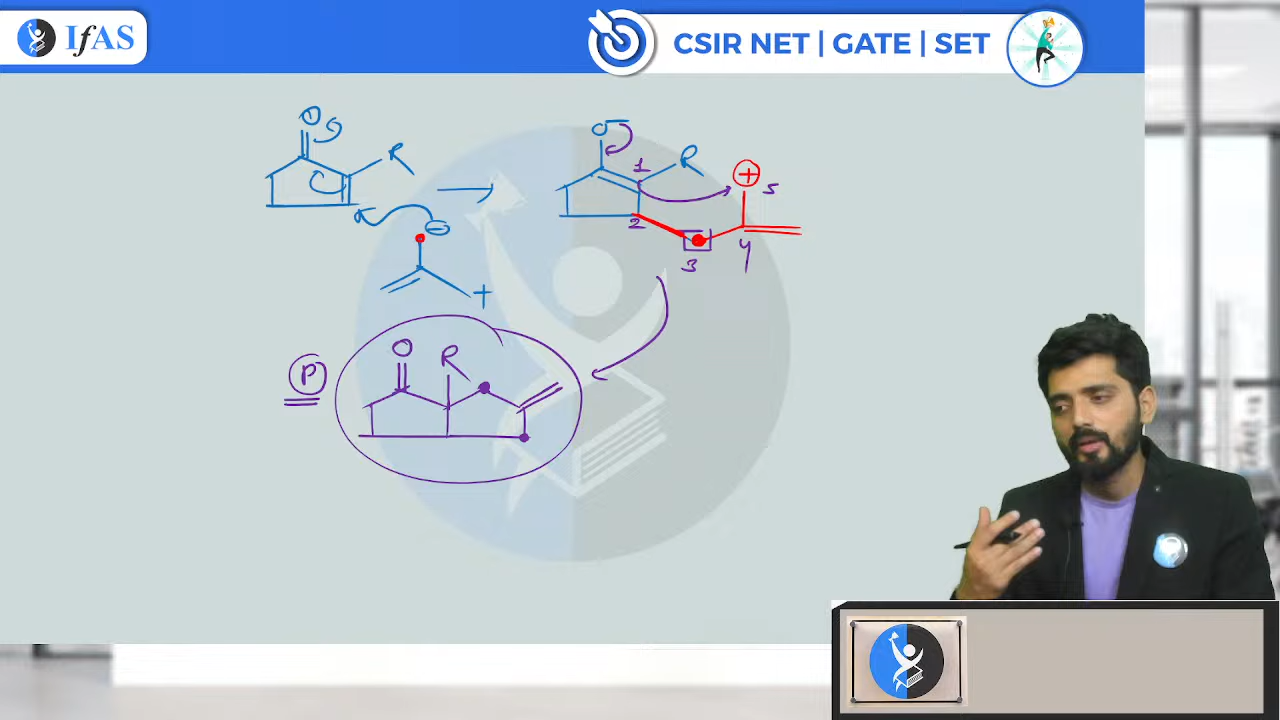 IfAS
CSIR NET | GATE | SET
O
R
⊖
+
O
R
⊕
1
2
3
4
5
P
O
R